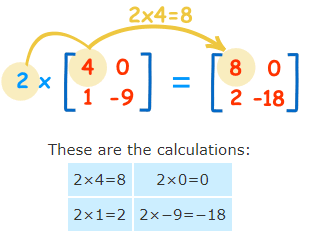 2×4=8
2 × [4 0] = [8 0]
[1 -9] [2 -18]
These are the calculations:
2×4=8 2×0=0
2×1=2 2×−9=−18